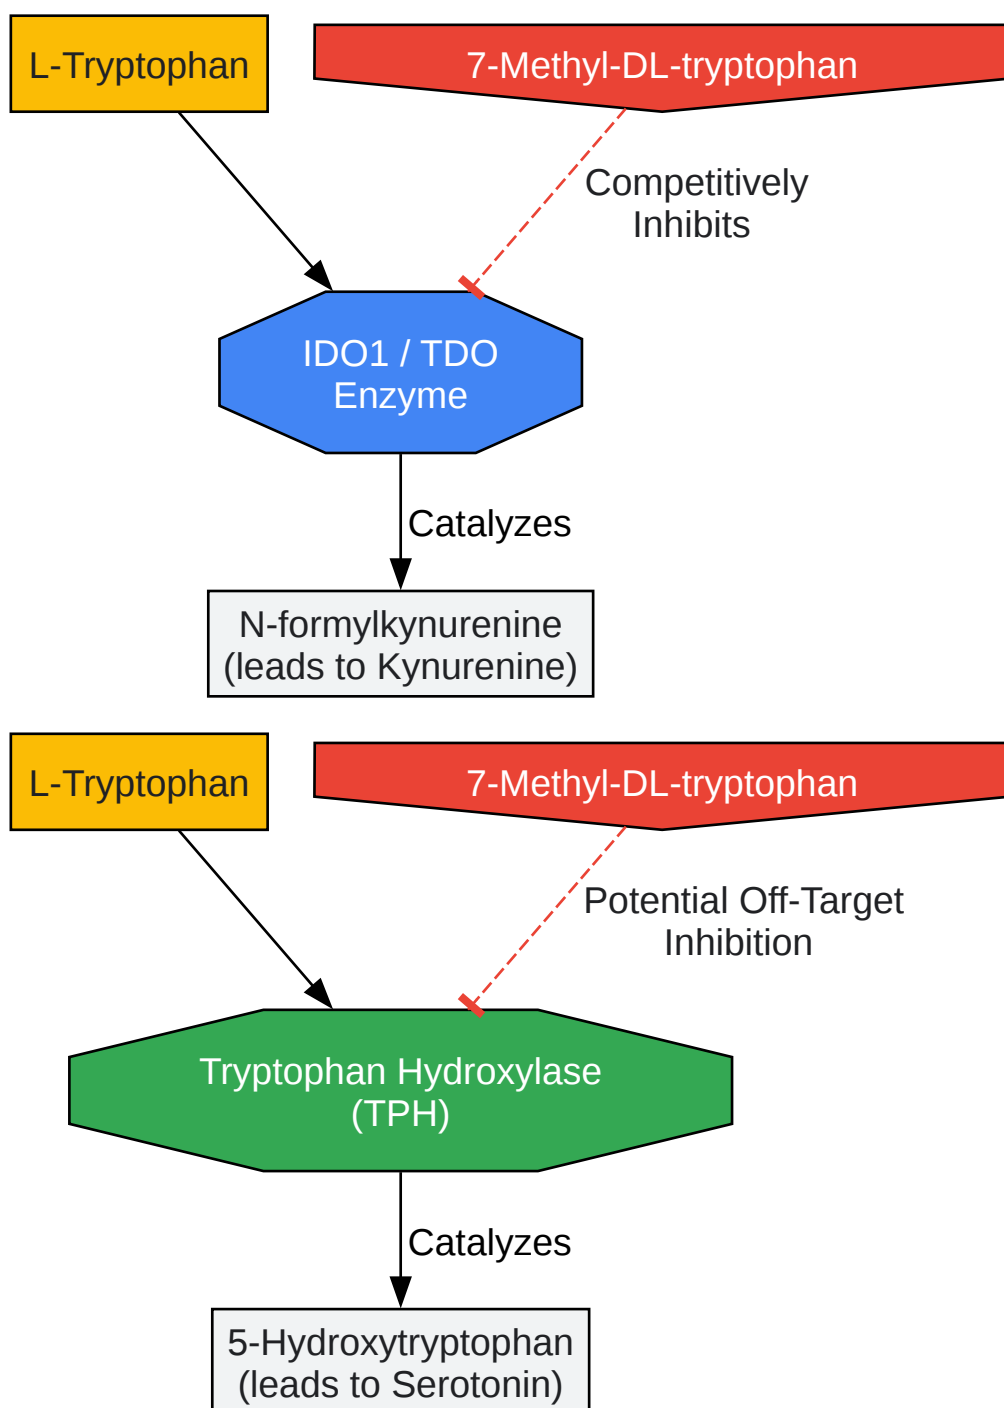 L-Tryptophan
7-Methyl-DL-tryptophan
Competitively
Inhibits
IDO1 / TDO
Enzyme
Catalyzes
N-formylkynurenine
(leads to Kynurenine)
L-Tryptophan
7-Methyl-DL-tryptophan
Potential Off-Target
Inhibition
Tryptophan Hydroxylase
(TPH)
Catalyzes
5-Hydroxytryptophan
(leads to Serotonin)